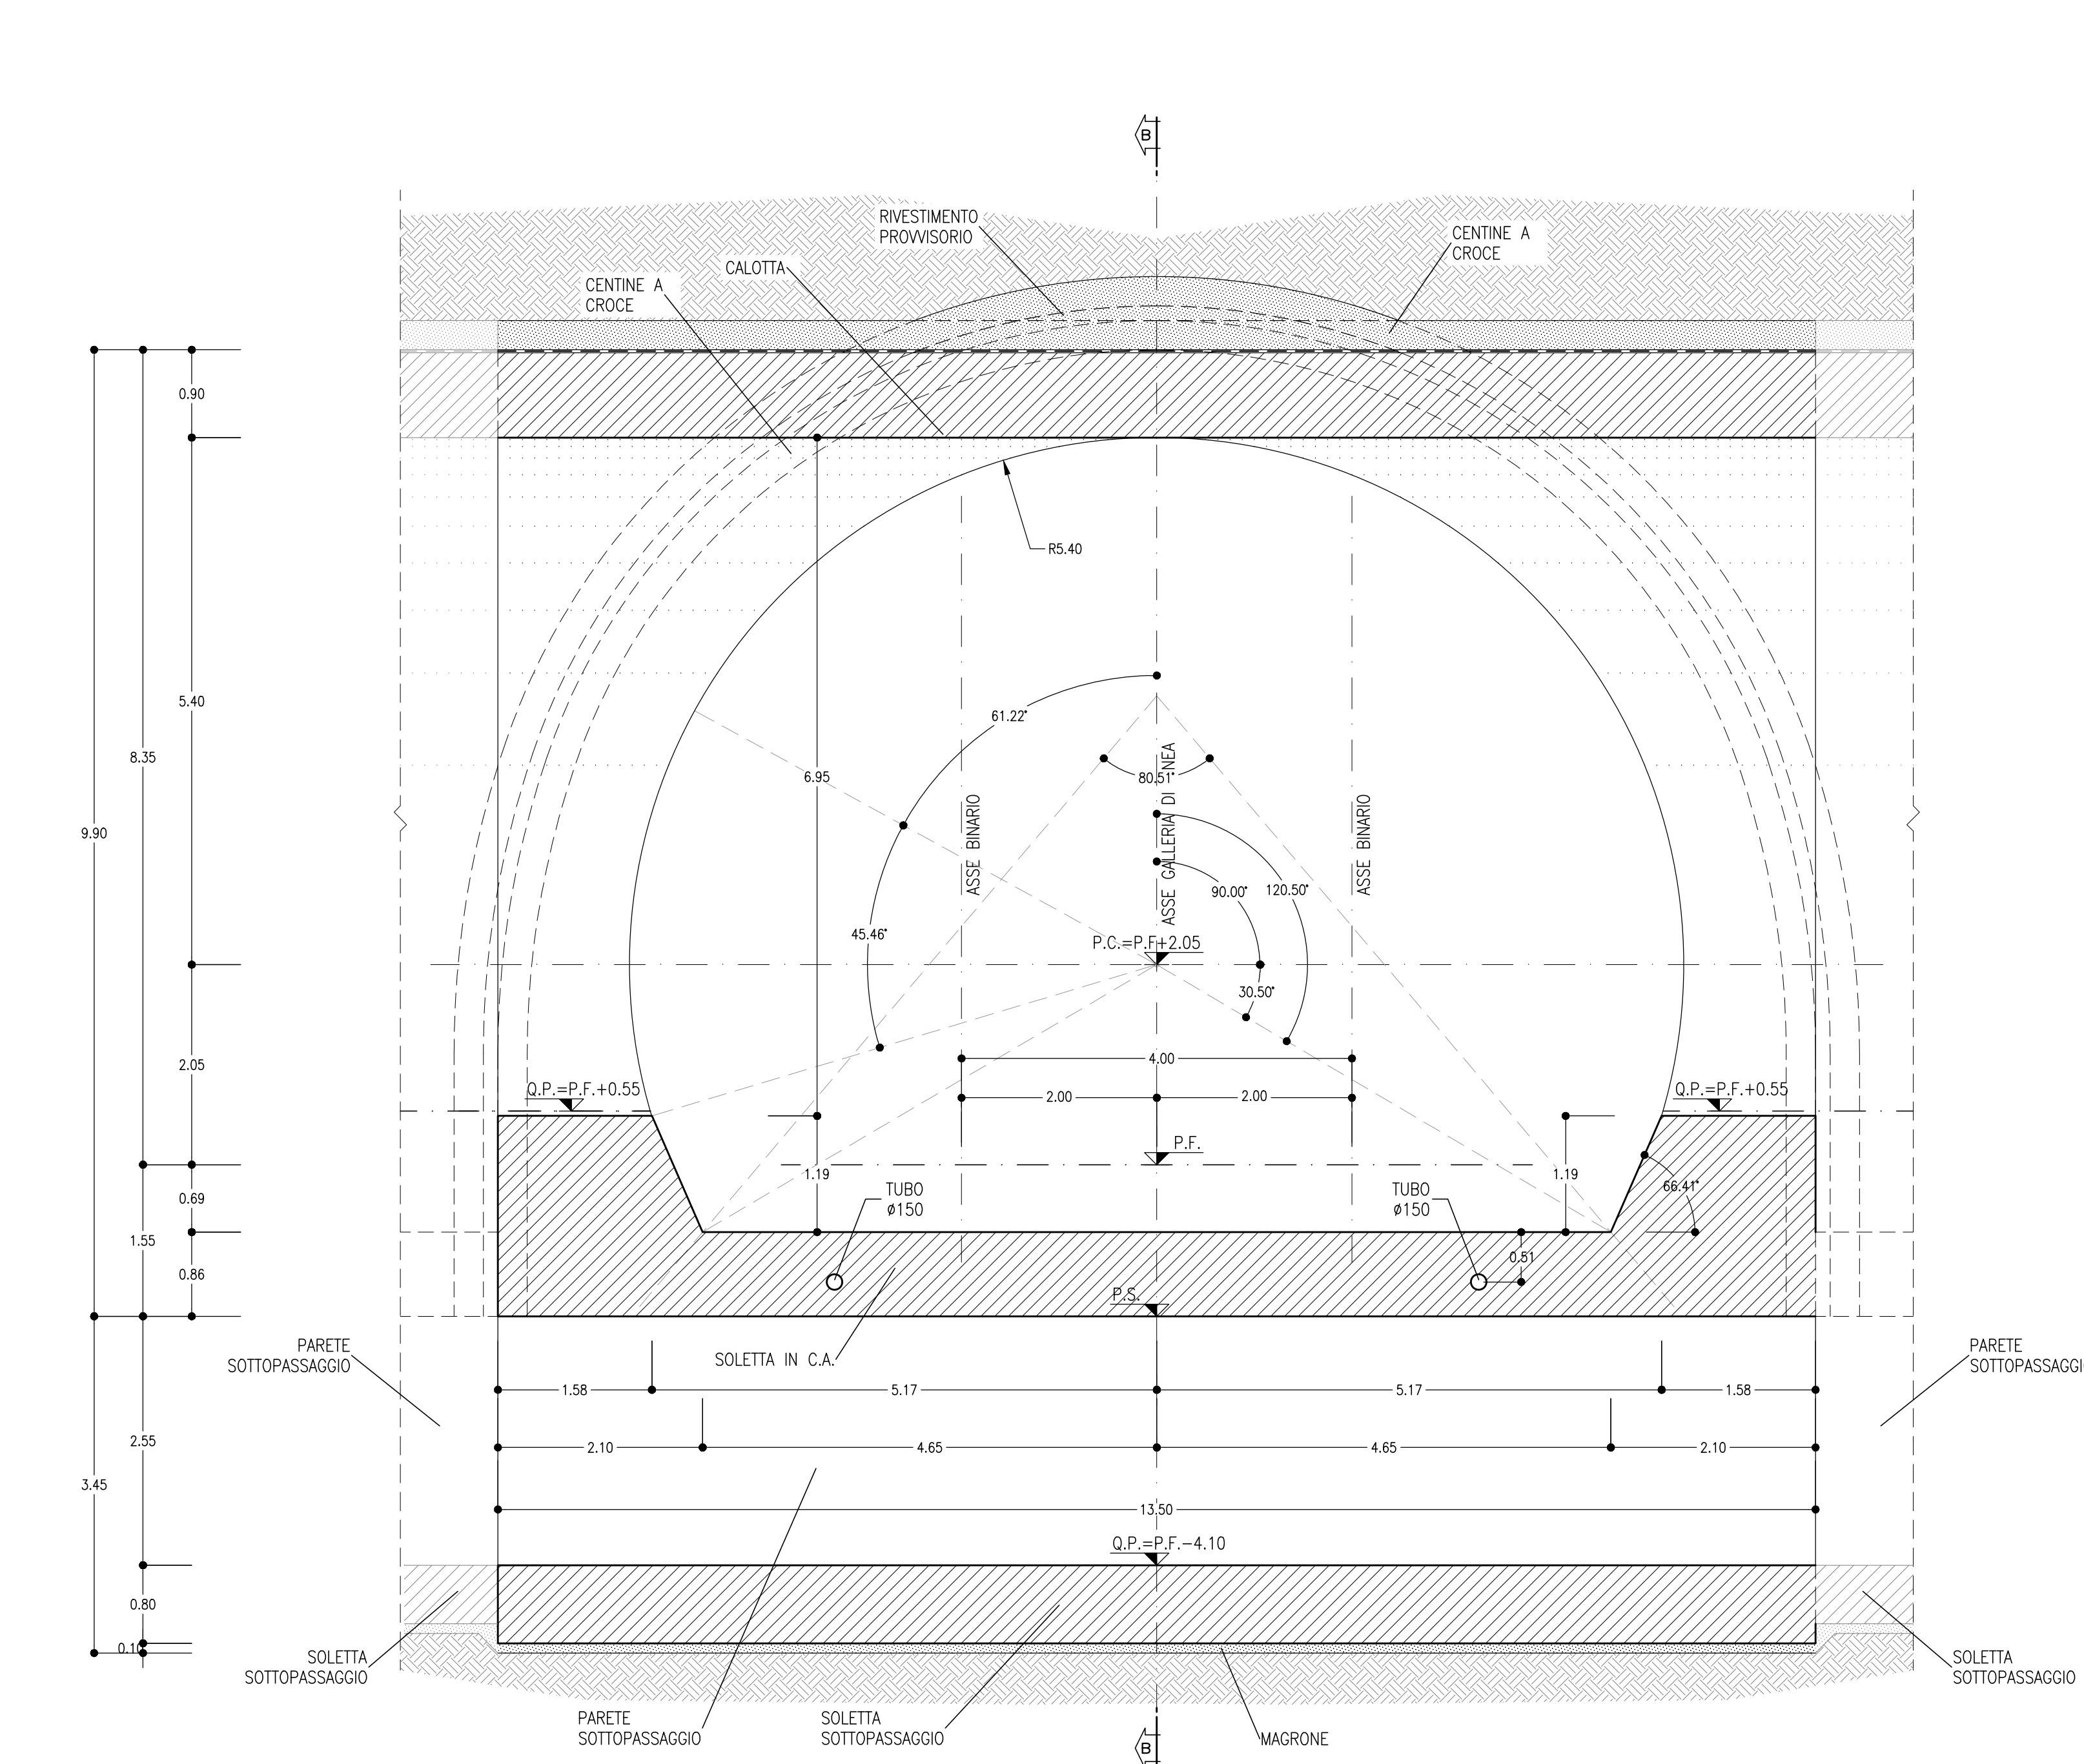 B
RIVESTIMENTO
PROVVISORIO
CENTINE A
CROCE
CALOTTA
CENTINE A
CROCE
0.90
R5.40
5.40
61.22°
8.35
6.95
80.51°
ASSE BINARIO
ASSE GALLERIA DI LINEA
ASSE BINARIO
9.90
90.00°
120.50°
45.46°
P.C.=P.F+2.05
30.50°
4.00
2.05
Q.P.=P.F.+0.55
2.00
2.00
Q.P.=P.F.+0.55
P.F.
1.19
1.19
66.41°
0.69
TUBO
ø150
TUBO
ø150
1.55
0.51
0.86
P.S.
PARETE
SOTTOPASSAGGIO
SOLETTA IN C.A.
PARETE
SOTTOPASSAGGI
1.58
5.17
5.17
1.58
2.55
2.10
4.65
4.65
2.10
3.45
13.50
Q.P.=P.F.−4.10
0.80
0.10
SOLETTA
SOTTOPASSAGGIO
SOLETTA
SOTTOPASSAGGIO
PARETE
SOTTOPASSAGGIO
SOLETTA
SOTTOPASSAGGIO
MAGRONE
B